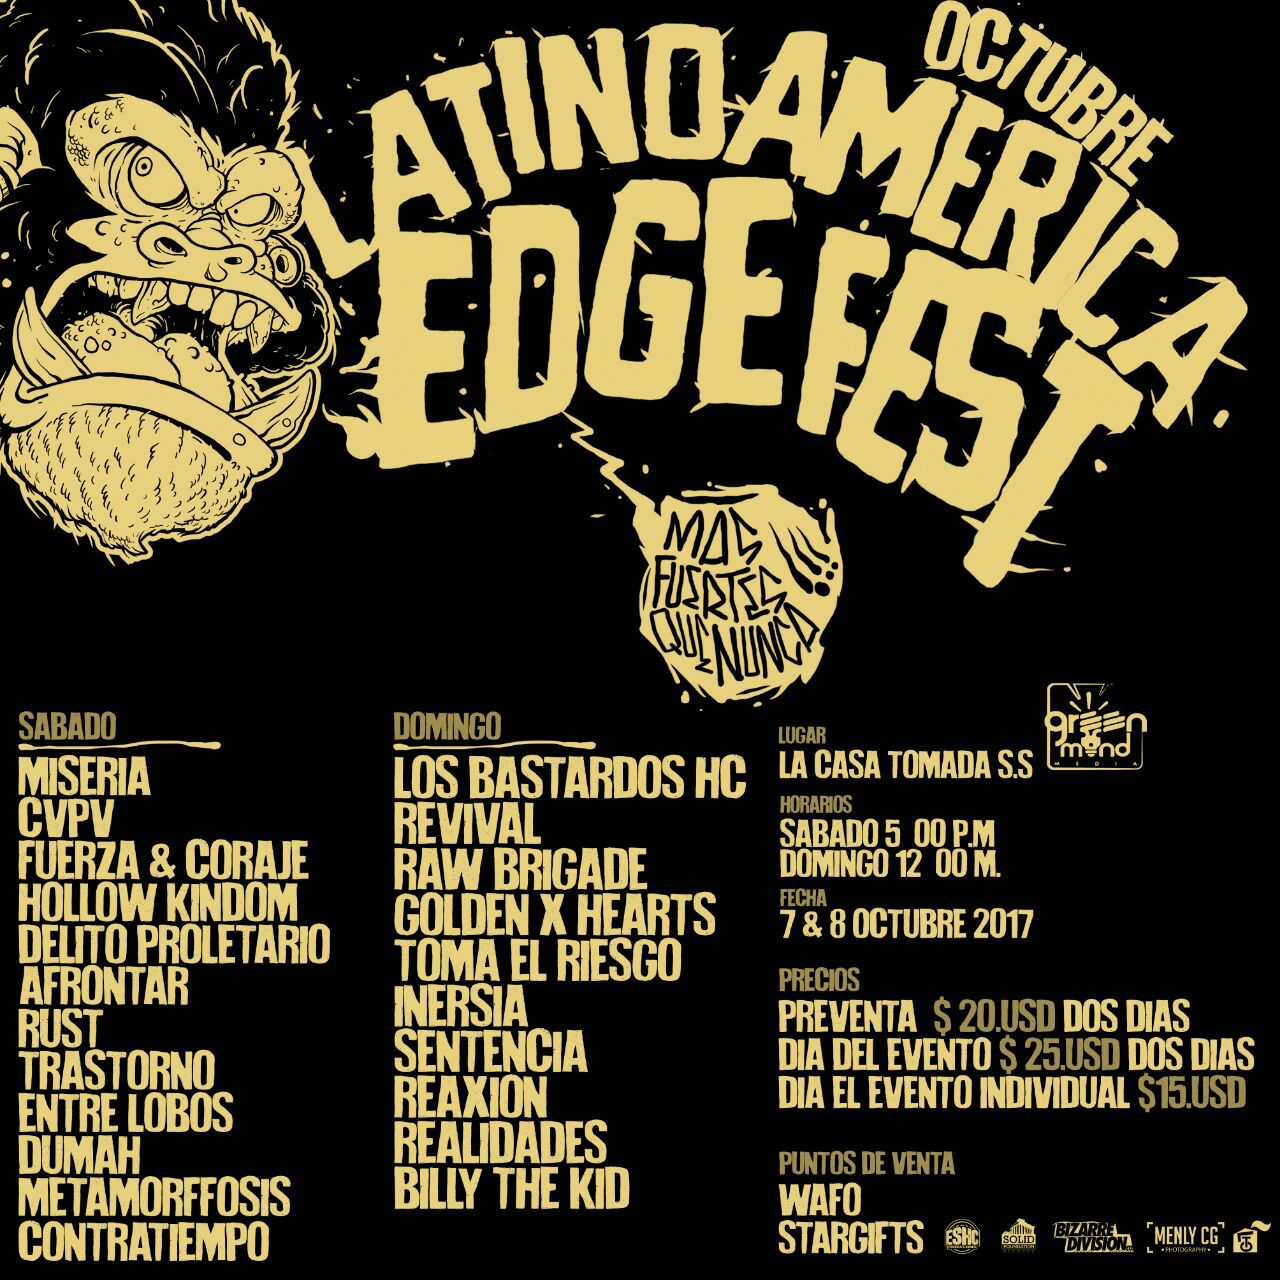 OCTUBRE
LATINOAMERICA
EDGE FEST
MAS
FUERTES
QUE NUNCA
SABADO
MISERIA
CVPV
FUERZA & CORAJE
HOLLOW KINDOM
DELITO PROLETARIO
AFRONTAR
RUST
TRASTORNO
ENTRE LOBOS
DUMAH
METAMORFFOSIS
CONTRATIEMPO
DOMINGO
LOS BASTARDOS HC
REVIVAL
RAW BRIGADE
GOLDEN X HEARTS
TOMA EL RIESGO
INERSIA
SENTENCIA
REAXION
REALIDADES
BILLY THE KID
LUGAR
LA CASA TOMADA S.S
green
mind
MEDIA
HORARIOS
SABADO 5 00 P.M
DOMINGO 12 00 M.
FECHA
7 & 8 OCTUBRE 2017
PRECIOS
PREVENTA $ 20.USD DOS DIAS
DIA DEL EVENTO $ 25.USD DOS DIAS
DIA EL EVENTO INDIVIDUAL $15.USD
PUNTOS DE VENTA
WAFO
STARGIFTS
ESHC
SOLID
FOUNDATION
BIZARRE
DIVISION
MENLY CG
PHOTOGRAPHY